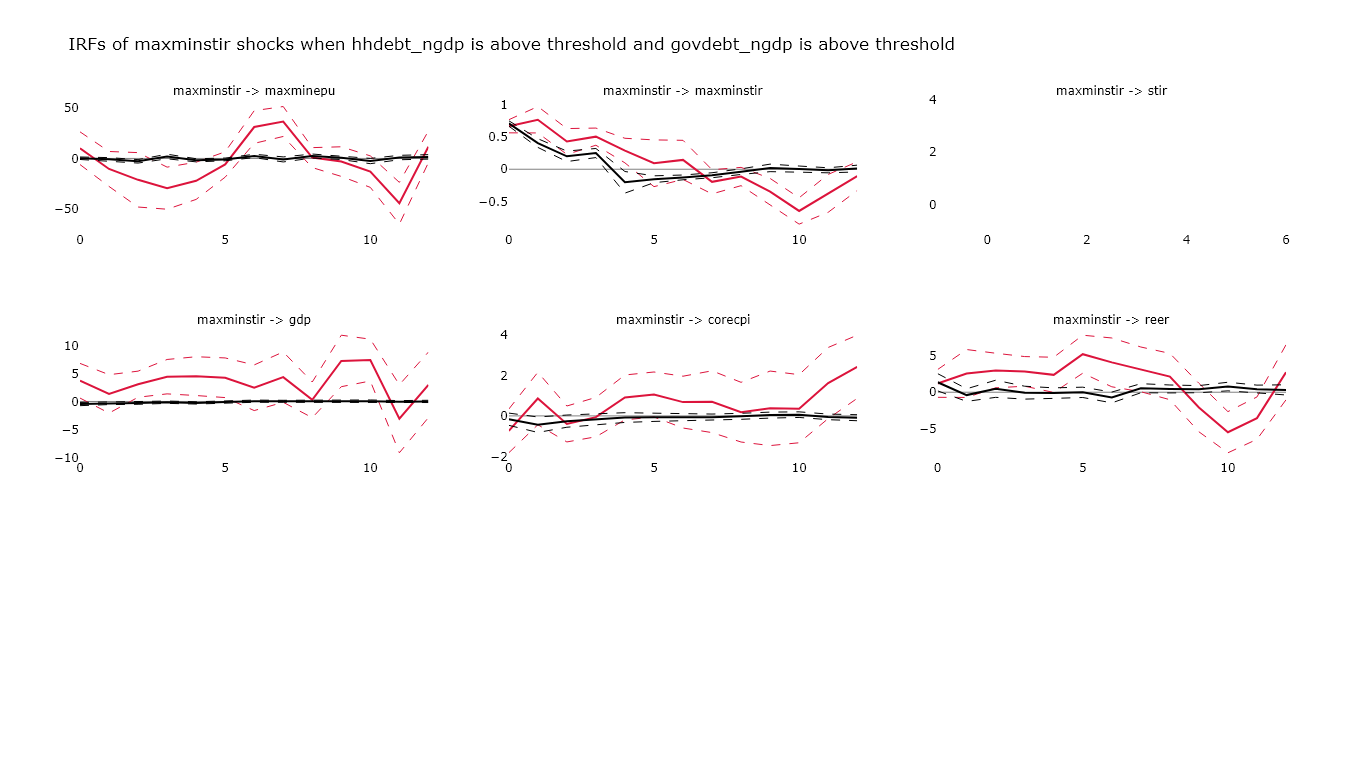 IRFs of maxminstir shocks when hhdebt_ngdp is above threshold and govdebt_ngdp is above threshold
maxminstir -> maxminepu
maxminstir -> maxminstir
maxminstir -> stir
50
0
−50
0 5 10
1
0.5
0
−0.5
0 5 10
4
2
0
0 2 4 6
maxminstir -> gdp
maxminstir -> corecpi
maxminstir -> reer
10
5
0
−5
−10
0 5 10
4
2
0
−2
0 5 10
5
0
−5
0 5 10